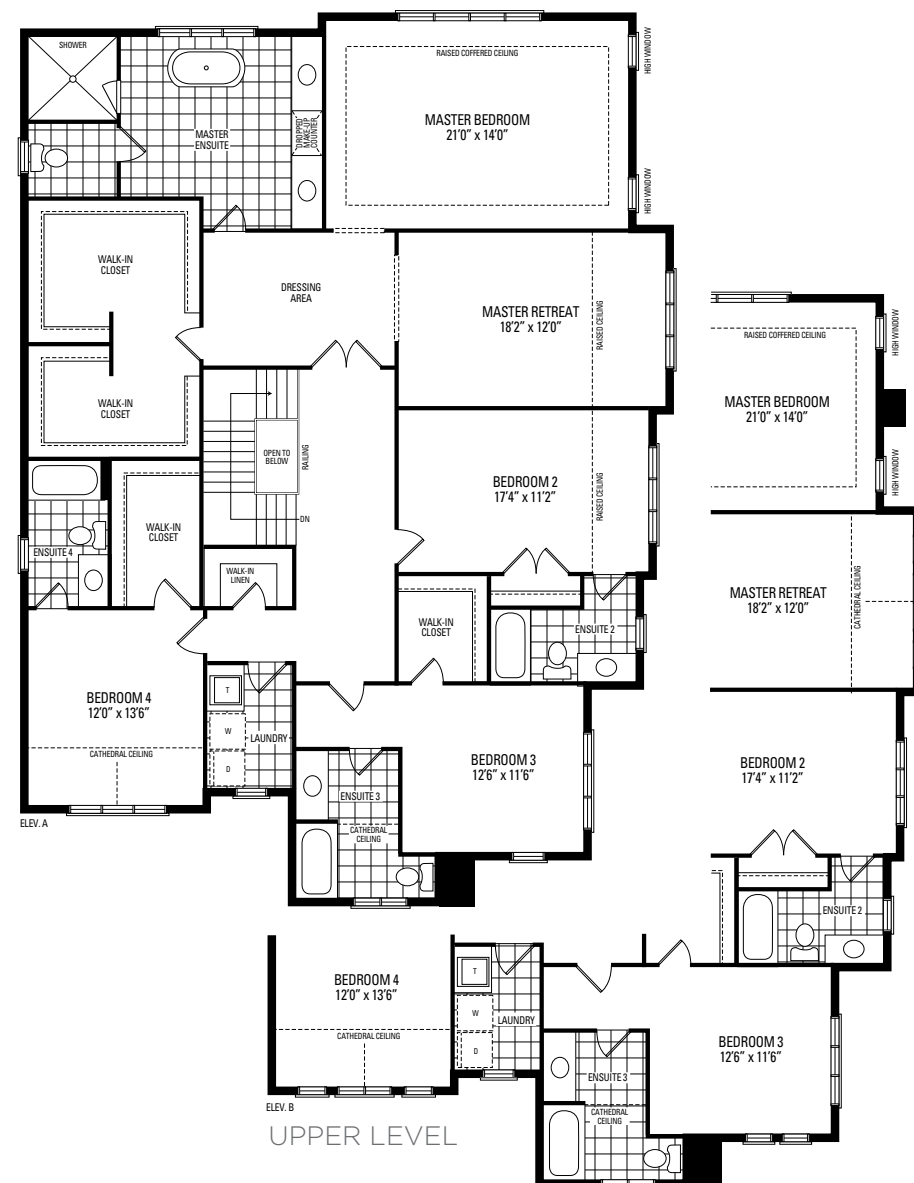 SHOWER
RAISED COFFERED CEILING
HIGH WINDOW
MASTER BEDROOM
21'0" x 14'0"
MASTER
ENSUITE
DROPPED
MAKE-UP
COUNTER
HIGH WINDOW
WALK-IN
CLOSET
DRESSING
AREA
MASTER RETREAT
18'2" x 12'0"
RAISED CEILING
WALK-IN
CLOSET
OPEN TO
BELOW
RAILING
DN
BEDROOM 2
17'4" x 11'2"
RAISED CEILING
ENSUITE 4
WALK-IN
CLOSET
WALK-IN
LINEN
WALK-IN
CLOSET
ENSUITE 2
BEDROOM 4
12'0" x 13'6"
CATHEDRAL CEILING
T
W
D
LAUNDRY
BEDROOM 3
12'6" x 11'6"
ENSUITE 3
CATHEDRAL
CEILING
ELEV. A
RAISED COFFERED CEILING
HIGH WINDOW
MASTER BEDROOM
21'0" x 14'0"
HIGH WINDOW
MASTER RETREAT
18'2" x 12'0"
CATHEDRAL CEILING
BEDROOM 2
17'4" x 11'2"
ENSUITE 2
BEDROOM 4
12'0" x 13'6"
CATHEDRAL CEILING
T
W
D
LAUNDRY
BEDROOM 3
12'6" x 11'6"
ENSUITE 3
CATHEDRAL
CEILING
ELEV. B
UPPER LEVEL